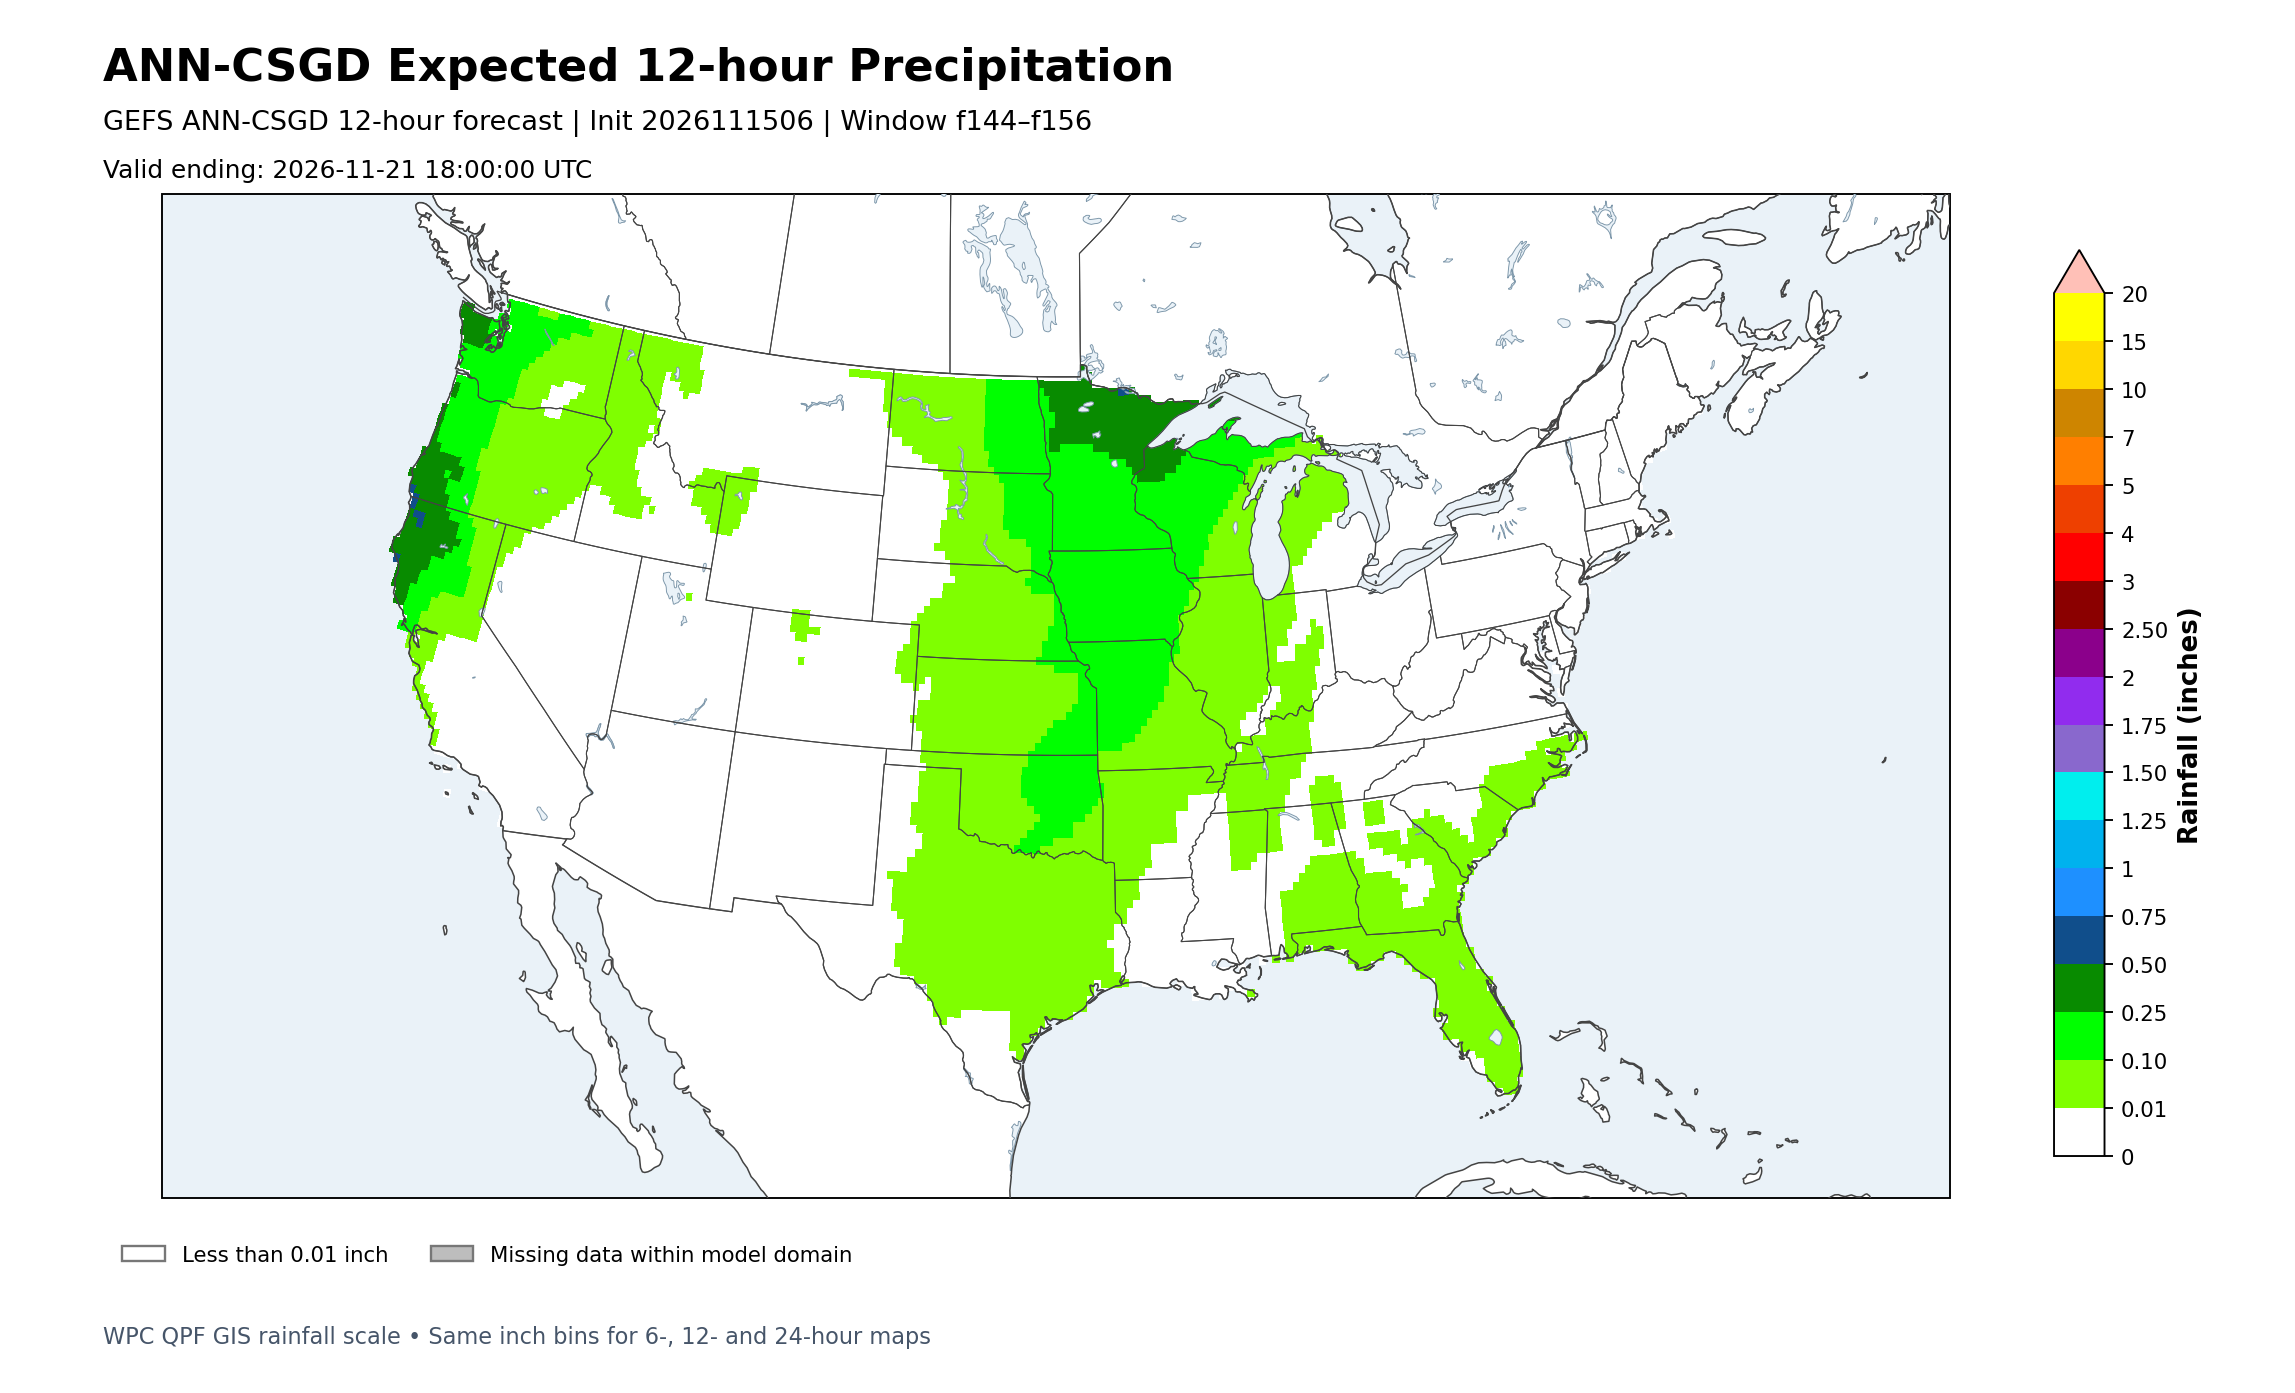 ANN-CSGD Expected 12-hour Precipitation
GEFS ANN-CSGD 12-hour forecast | Init 2026111506 | Window f144–f156
Valid ending: 2026-11-21 18:00:00 UTC
20
15
10
7
5
4
3
2.50
2
1.75
1.50
1.25
1
0.75
0.50
0.25
0.10
0.01
0
Rainfall (inches)
Less than 0.01 inch
Missing data within model domain
WPC QPF GIS rainfall scale • Same inch bins for 6-, 12- and 24-hour maps